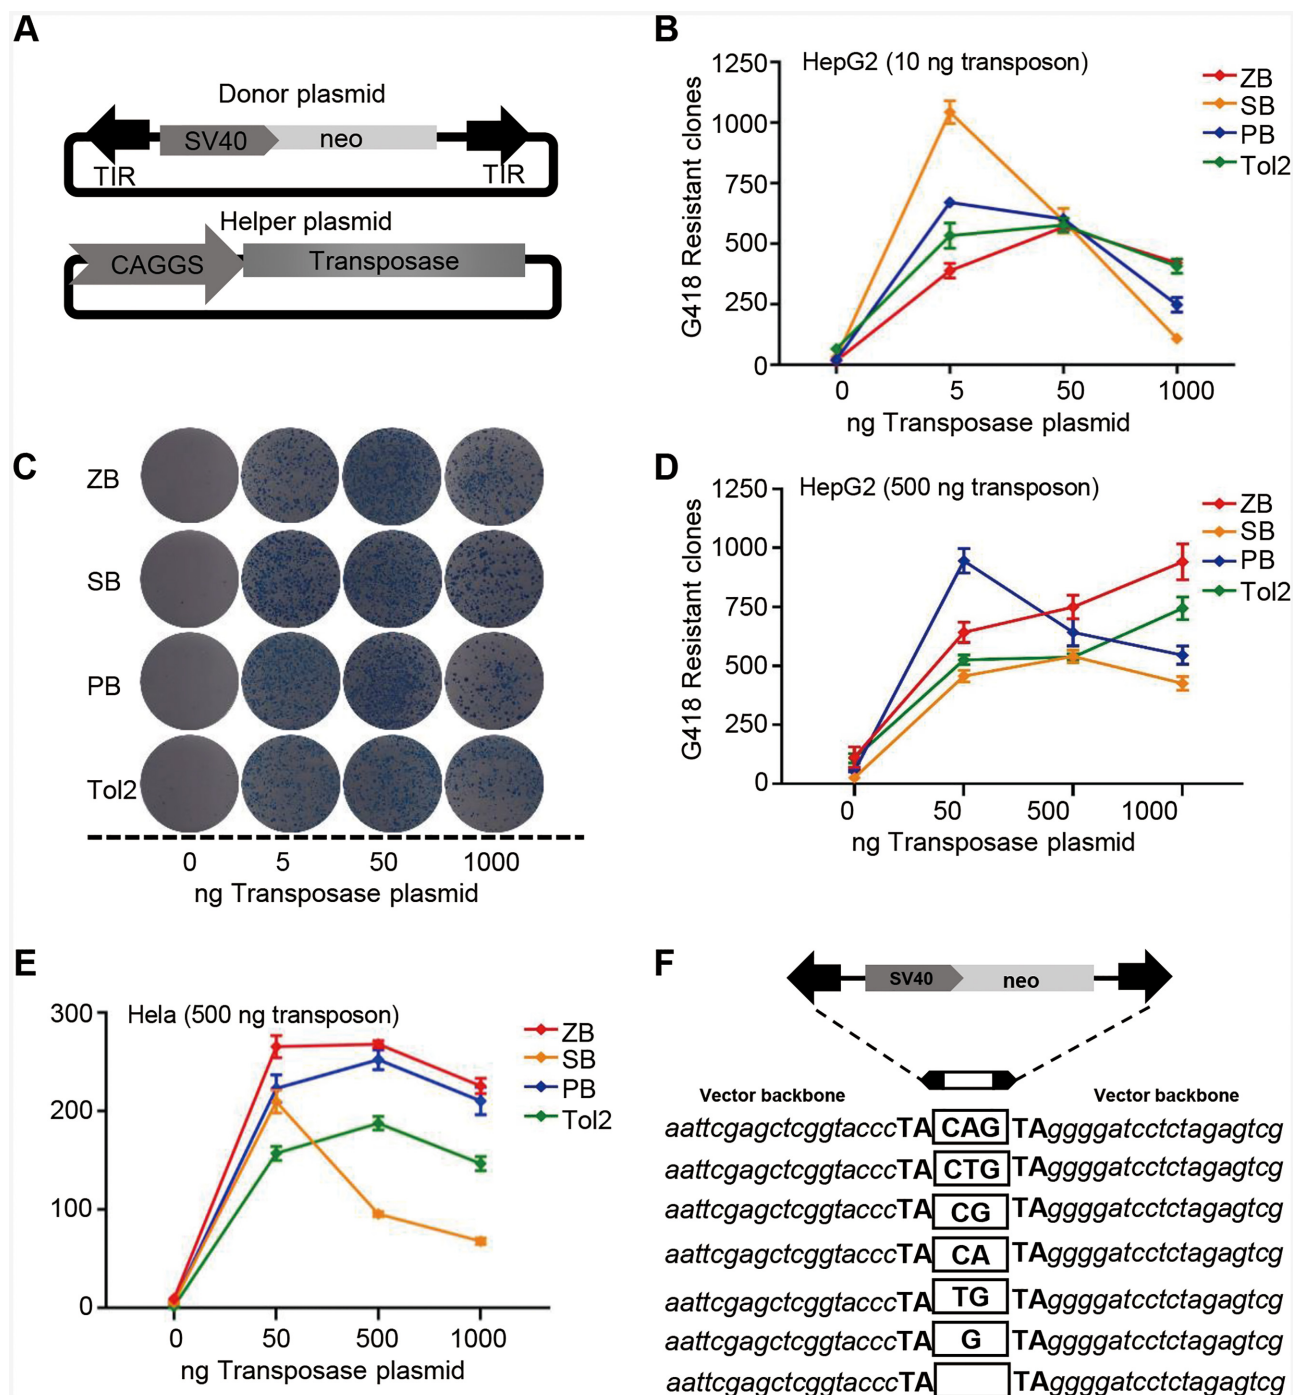 A
Donor plasmid
SV40 neo
TIR TIR
Helper plasmid
CAGGS Transposase
B
HepG2 (10 ng transposon)
G418 Resistant clones
1250
1000
750
500
250
0
0 5 50 1000
ng Transposase plasmid
ZB
SB
PB
Tol2
C
ZB
SB
PB
Tol2
0 5 50 1000
ng Transposase plasmid
D
HepG2 (500 ng transposon)
G418 Resistant clones
1250
1000
750
500
250
0
0 50 500 1000
ng Transposase plasmid
ZB
SB
PB
Tol2
E
Hela (500 ng transposon)
300
200
100
0
0 50 500 1000
ng Transposase plasmid
ZB
SB
PB
Tol2
F
SV40 neo
Vector backbone Vector backbone
aattcgagctcggtacccTA CAG TAggggatcctctagagtcg
aattcgagctcggtacccTA CTG TAggggatcctctagagtcg
aattcgagctcggtacccTA CG TAggggatcctctagagtcg
aattcgagctcggtacccTA CA TAggggatcctctagagtcg
aattcgagctcggtacccTA TG TAggggatcctctagagtcg
aattcgagctcggtacccTA G TAggggatcctctagagtcg
aattcgagctcggtacccTA TAggggatcctctagagtcg